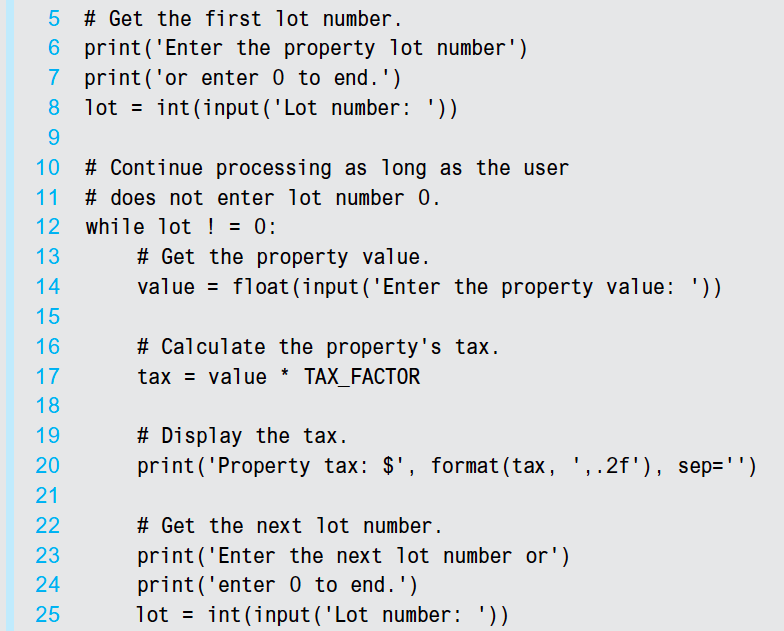 5 # Get the first lot number.
6 print('Enter the property lot number')
7 print('or enter 0 to end.')
8 lot = int(input('Lot number: '))
9
10 # Continue processing as long as the user
11 # does not enter lot number 0.
12 while lot ! = 0:
13     # Get the property value.
14     value = float(input('Enter the property value: '))
15
16     # Calculate the property's tax.
17     tax = value * TAX_FACTOR
18
19     # Display the tax.
20     print('Property tax: $', format(tax, ',.2f'), sep='')
21
22     # Get the next lot number.
23     print('Enter the next lot number or')
24     print('enter 0 to end.')
25     lot = int(input('Lot number: '))